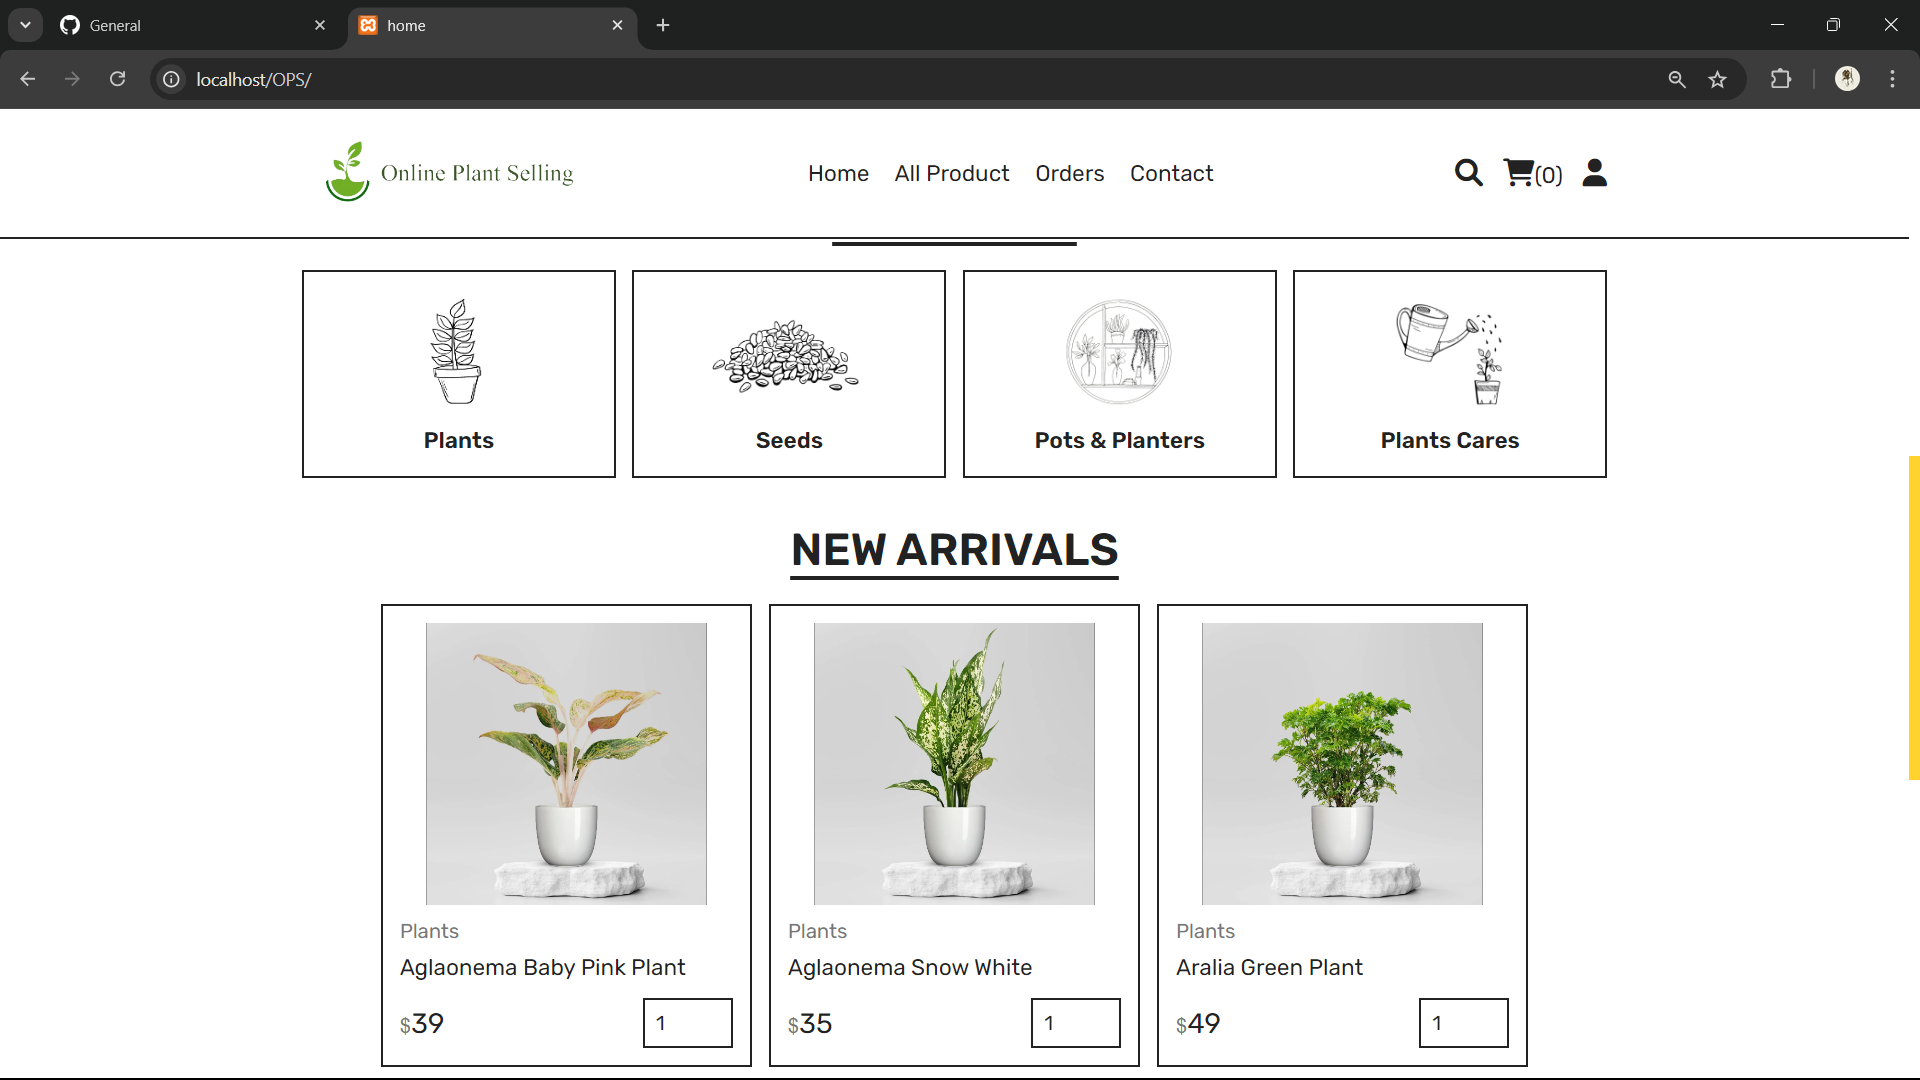 General
home
localhost/OPS/
Online Plant Selling
Home All Product Orders Contact
(0)
Plants
Seeds
Pots & Planters
Plants Cares
NEW ARRIVALS
Plants
Aglaonema Baby Pink Plant
$39
1
Plants
Aglaonema Snow White
$35
1
Plants
Aralia Green Plant
$49
1